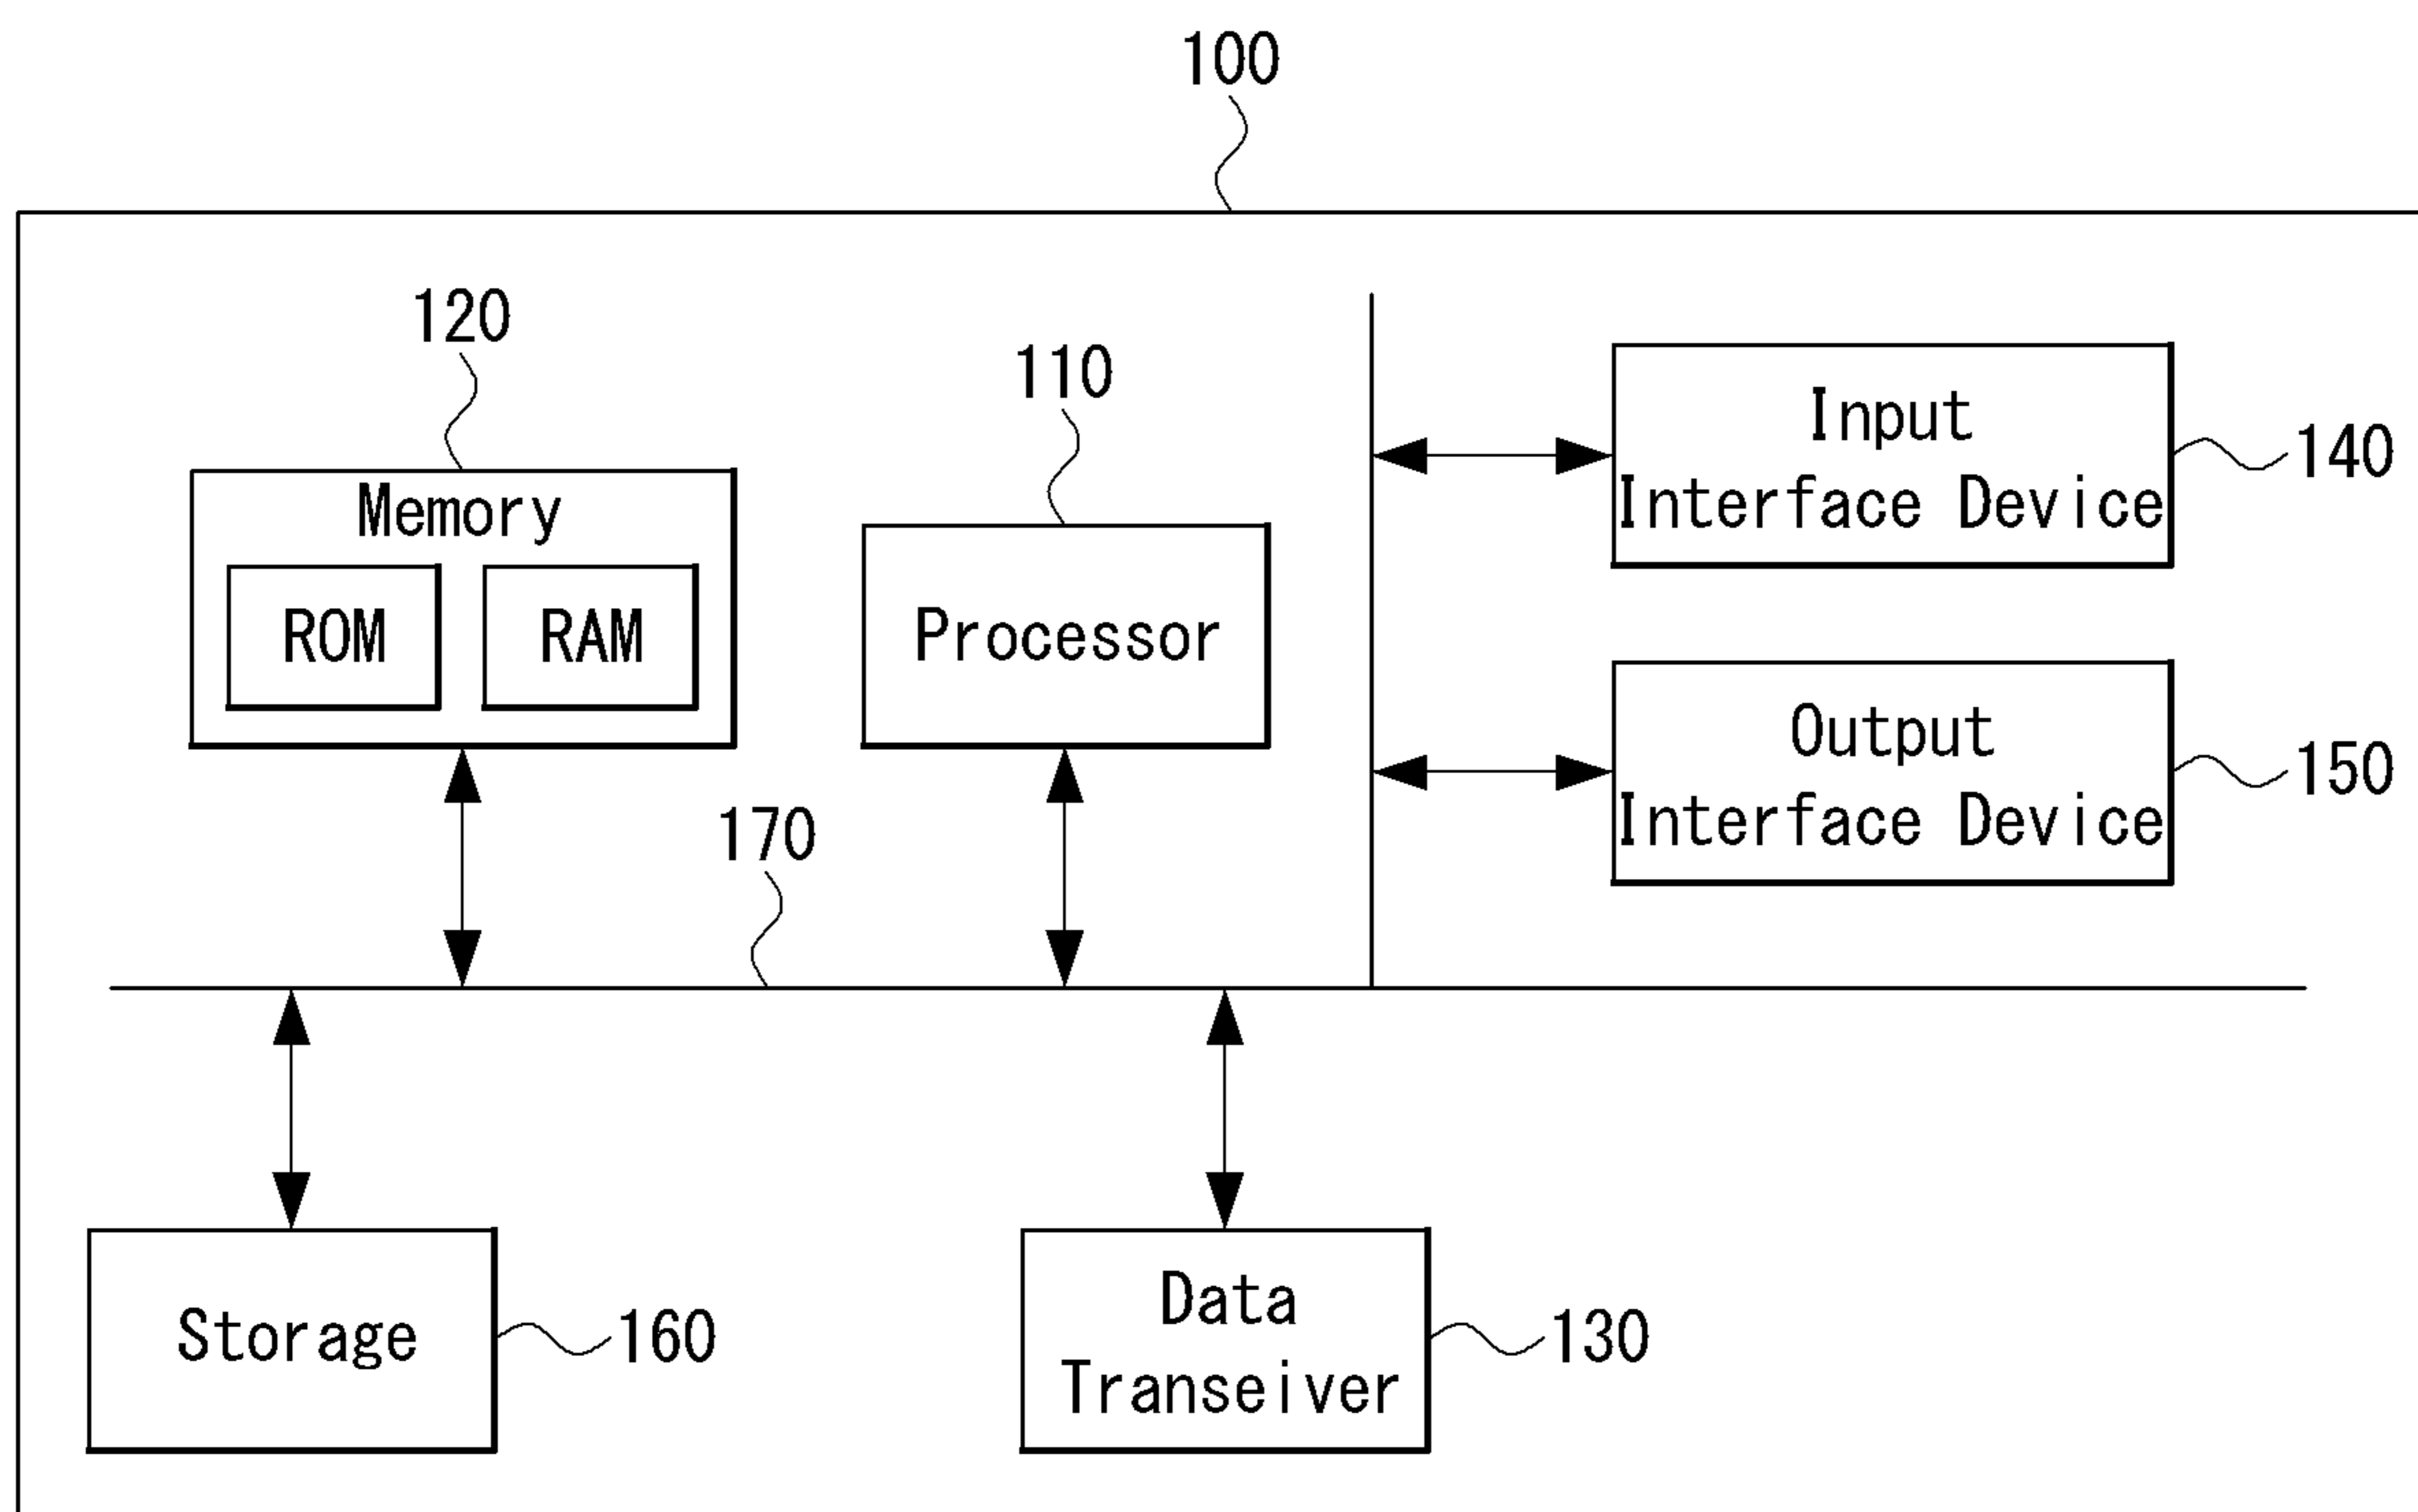 100
120
110
Memory
ROM
RAM
Processor
Input
Interface Device
140
Output
Interface Device
150
170
Storage
160
Data
Transeiver
130